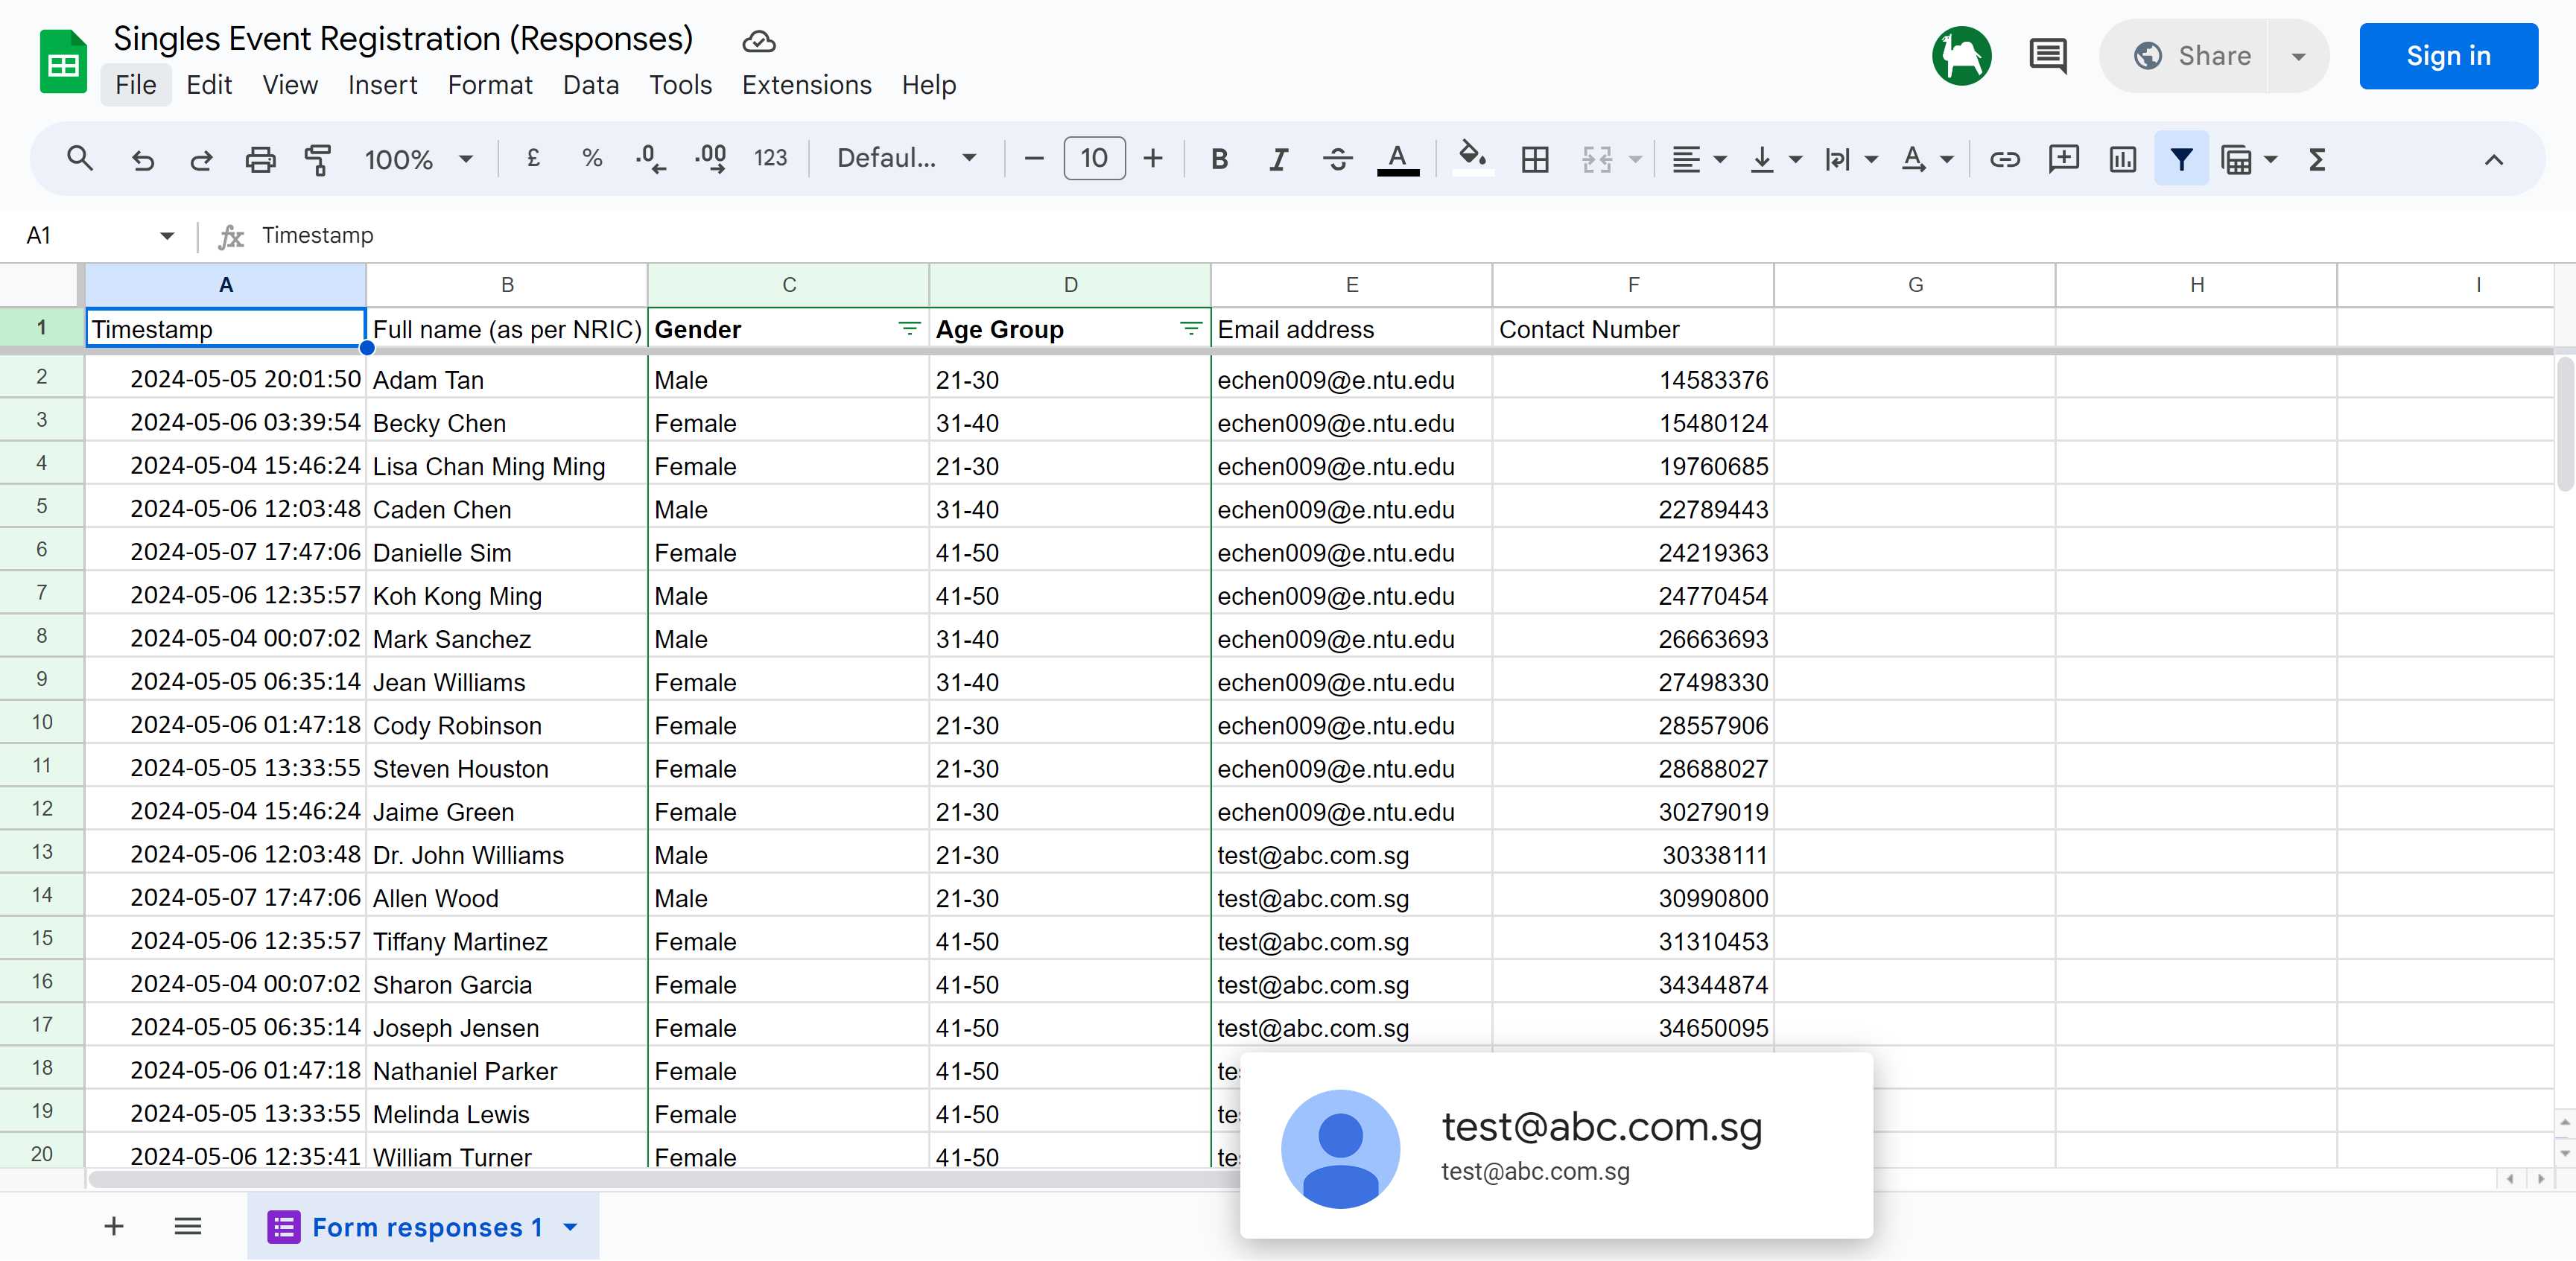 Singles Event Registration (Responses)
File Edit View Insert Format Data Tools Extensions Help
Share
Sign in
100% £ % .0 .00 123 Defaul... 10 B I A A Σ
A1 fx Timestamp
A B C D E F G H I
1 Timestamp Full name (as per NRIC) Gender Age Group Email address Contact Number
2 2024-05-05 20:01:50 Adam Tan Male 21-30 echen009@e.ntu.edu 14583376
3 2024-05-06 03:39:54 Becky Chen Female 31-40 echen009@e.ntu.edu 15480124
4 2024-05-04 15:46:24 Lisa Chan Ming Ming Female 21-30 echen009@e.ntu.edu 19760685
5 2024-05-06 12:03:48 Caden Chen Male 31-40 echen009@e.ntu.edu 22789443
6 2024-05-07 17:47:06 Danielle Sim Female 41-50 echen009@e.ntu.edu 24219363
7 2024-05-06 12:35:57 Koh Kong Ming Male 41-50 echen009@e.ntu.edu 24770454
8 2024-05-04 00:07:02 Mark Sanchez Male 31-40 echen009@e.ntu.edu 26663693
9 2024-05-05 06:35:14 Jean Williams Female 31-40 echen009@e.ntu.edu 27498330
10 2024-05-06 01:47:18 Cody Robinson Female 21-30 echen009@e.ntu.edu 28557906
11 2024-05-05 13:33:55 Steven Houston Female 21-30 echen009@e.ntu.edu 28688027
12 2024-05-04 15:46:24 Jaime Green Female 21-30 echen009@e.ntu.edu 30279019
13 2024-05-06 12:03:48 Dr. John Williams Male 21-30 test@abc.com.sg 30338111
14 2024-05-07 17:47:06 Allen Wood Male 21-30 test@abc.com.sg 30990800
15 2024-05-06 12:35:57 Tiffany Martinez Female 41-50 test@abc.com.sg 31310453
16 2024-05-04 00:07:02 Sharon Garcia Female 41-50 test@abc.com.sg 34344874
17 2024-05-05 06:35:14 Joseph Jensen Female 41-50 test@abc.com.sg 34650095
18 2024-05-06 01:47:18 Nathaniel Parker Female 41-50
19 2024-05-05 13:33:55 Melinda Lewis Female 41-50
20 2024-05-06 12:35:41 William Turner Female 41-50
test@abc.com.sg
test@abc.com.sg
Form responses 1